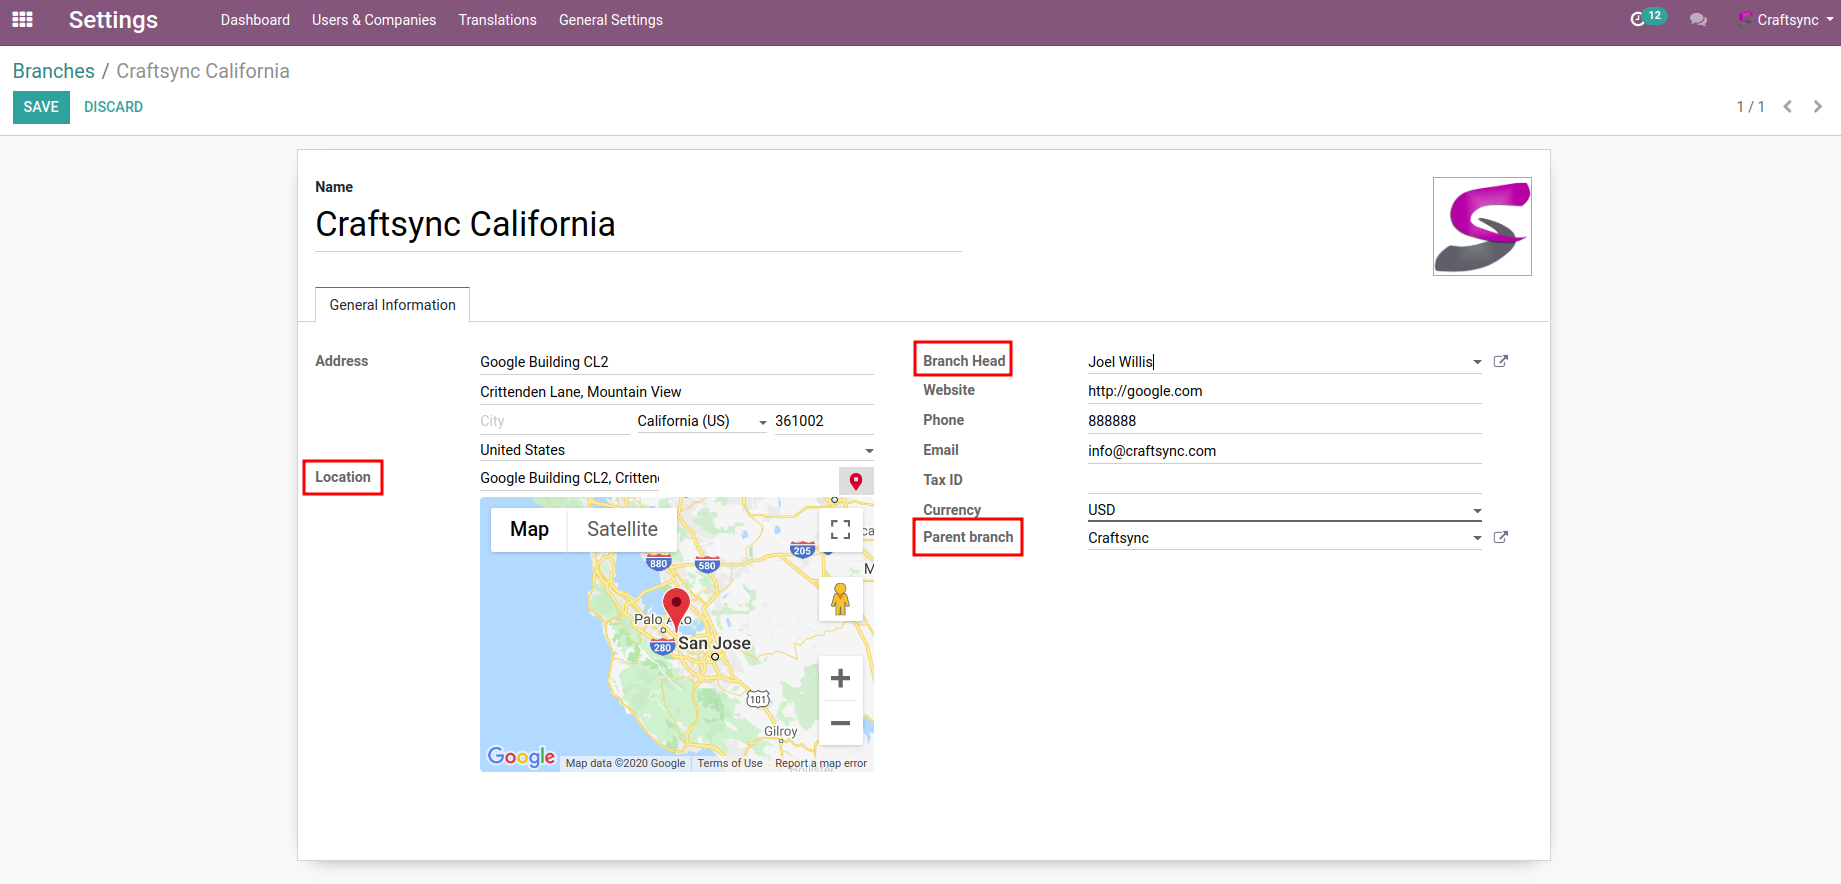 Settings
Dashboard
Users & Companies
Translations
General Settings
12
Craftsync
Branches / Craftsync California
SAVE
DISCARD
1 / 1
Name
Craftsync California
General Information
Address
Google Building CL2
Crittenden Lane, Mountain View
City
California (US)
361002
United States
Location
Google Building CL2, Critten
Map
Satellite
205
880
580
Palo Alto
280
San Jose
101
Gilroy
Google
Map data ©2020 Google
Terms of Use
Report a map error
Branch Head
Joel Willis
Website
http://google.com
Phone
888888
Email
info@craftsync.com
Tax ID
Currency
USD
Parent branch
Craftsync